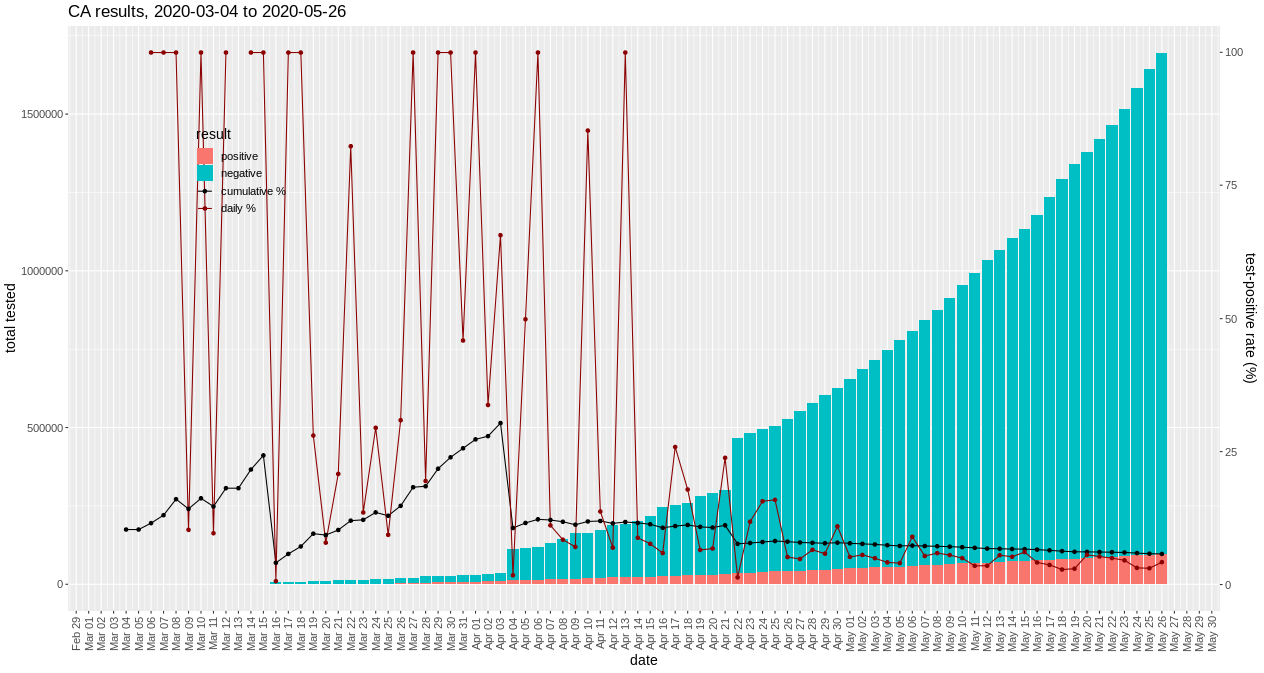 CA results, 2020-03-04 to 2020-05-26
total tested
1500000
1000000
500000
0
result
positive
negative
cumulative %
daily %
100
75
50
25
0
test-positive rate (%)
Feb 29
Mar 01
Mar 02
Mar 03
Mar 04
Mar 05
Mar 06
Mar 07
Mar 08
Mar 09
Mar 10
Mar 11
Mar 12
Mar 13
Mar 14
Mar 15
Mar 16
Mar 17
Mar 18
Mar 19
Mar 20
Mar 21
Mar 22
Mar 23
Mar 24
Mar 25
Mar 26
Mar 27
Mar 28
Mar 29
Mar 30
Mar 31
Apr 01
Apr 02
Apr 03
Apr 04
Apr 05
Apr 06
Apr 07
Apr 08
Apr 09
Apr 10
Apr 11
Apr 12
Apr 13
Apr 14
Apr 15
Apr 16
Apr 17
Apr 18
Apr 19
Apr 20
Apr 21
Apr 22
Apr 23
Apr 24
Apr 25
Apr 26
Apr 27
Apr 28
Apr 29
Apr 30
May 01
May 02
May 03
May 04
May 05
May 06
May 07
May 08
May 09
May 10
May 11
May 12
May 13
May 14
May 15
May 16
May 17
May 18
May 19
May 20
May 21
May 22
May 23
May 24
May 25
May 26
May 27
May 28
May 29
May 30
date